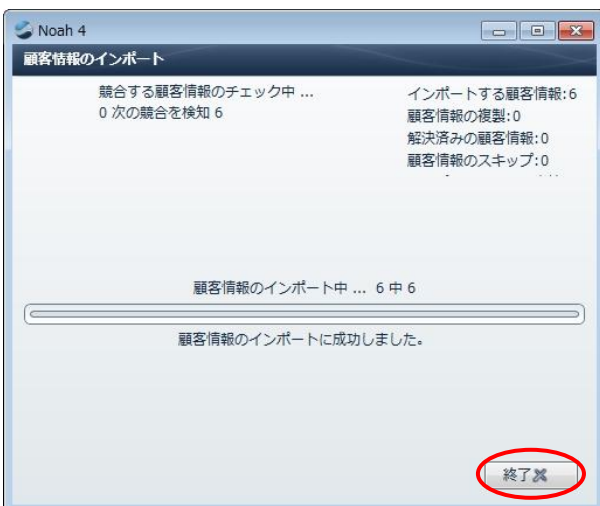 Noah 4
顧客情報のインポート
競合する顧客情報のチェック中 ...
0 次の競合を検知 6
インポートする顧客情報:6
顧客情報の複製:0
解決済みの顧客情報:0
顧客情報のスキップ:0
顧客情報のインポート中 ... 6 中 6
顧客情報のインポートに成功しました。
終了